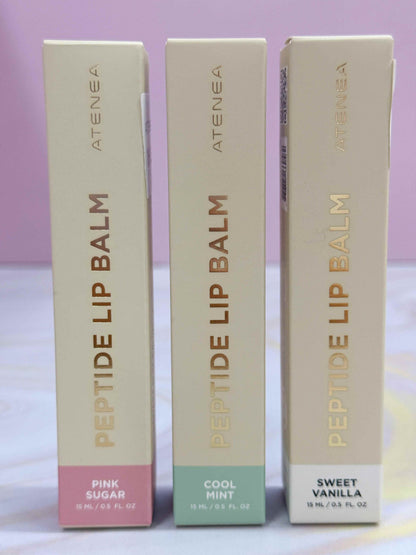 ATENEA
PEPTIDE LIP BALM
PINK
SUGAR
15 ML / 0.5 FL. OZ
ATENEA
PEPTIDE LIP BALM
COOL
MINT
15 ML / 0.5 FL. OZ
ATENEA
PEPTIDE LIP BALM
SWEET
VANILLA
15 ML / 0.5 FL. OZ